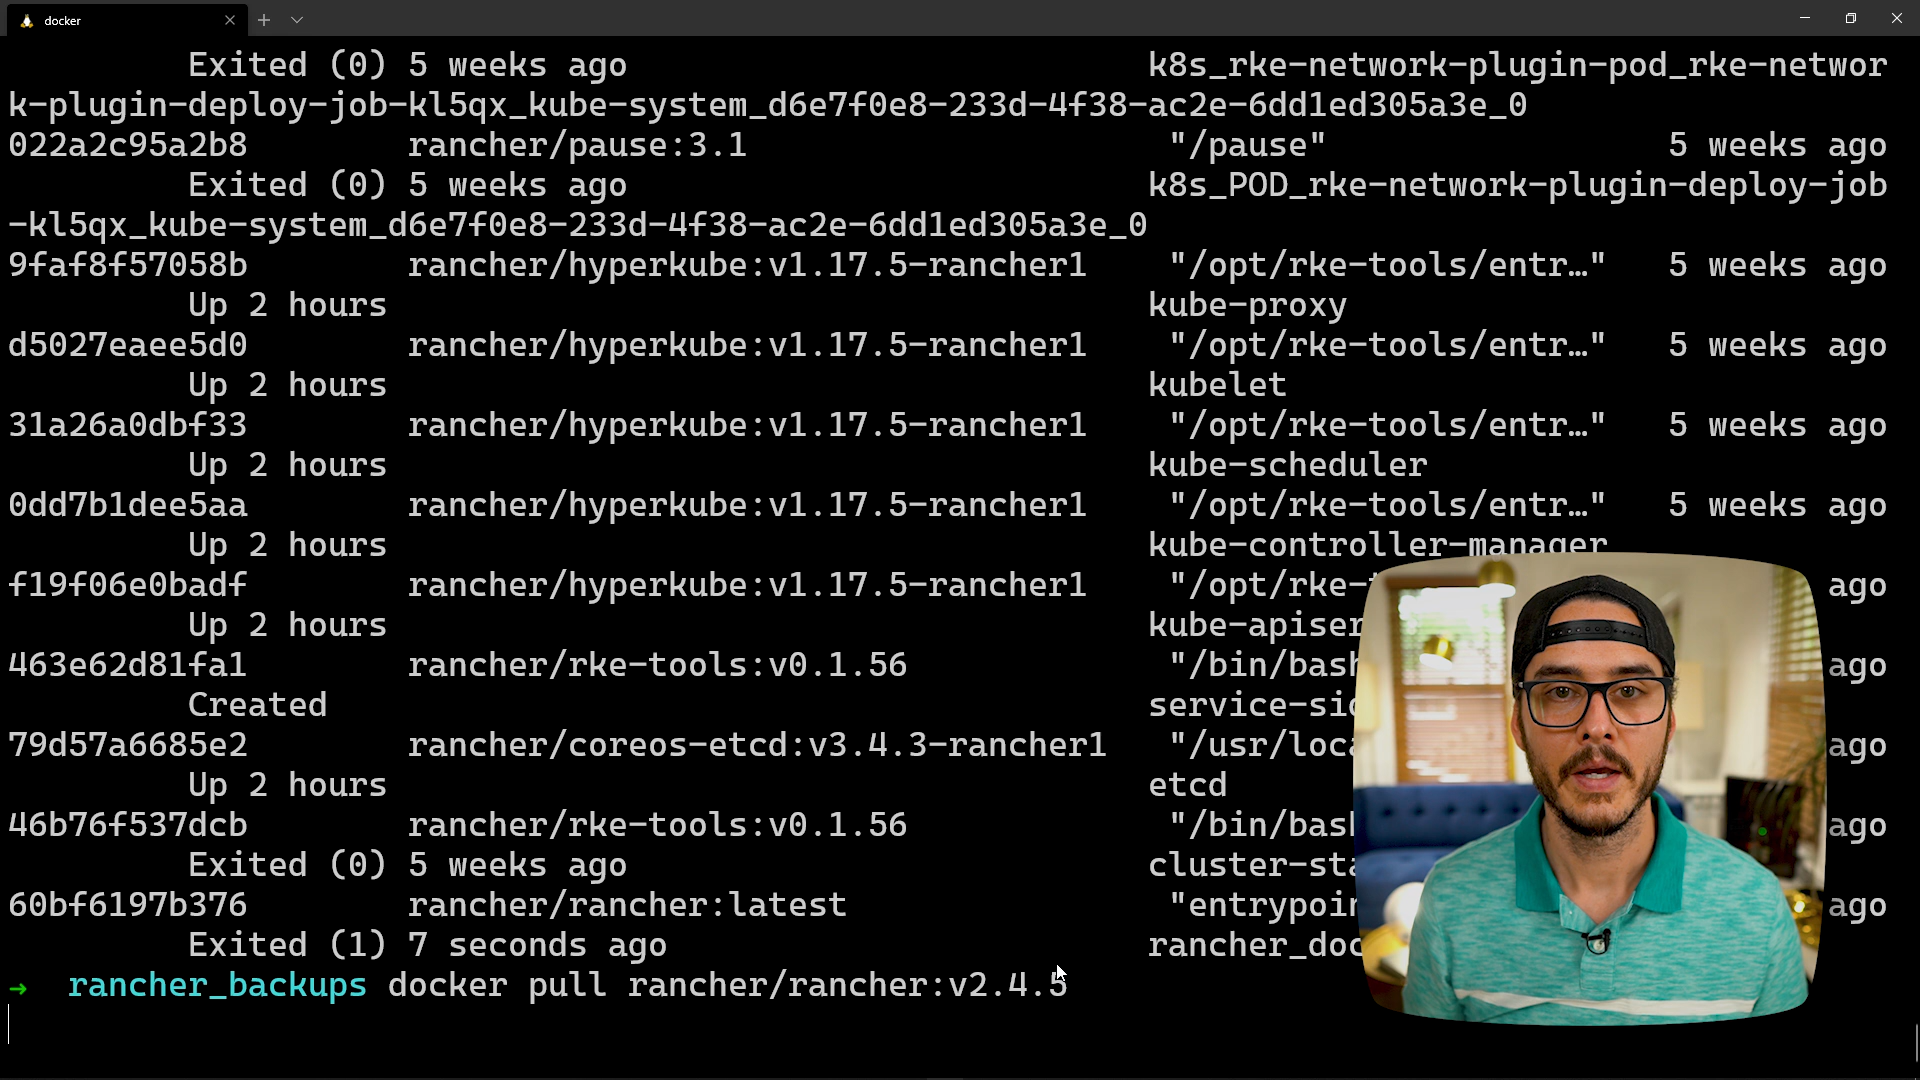 docker
Exited (0) 5 weeks ago k8s_rke-network-plugin-pod_rke-networ
k-plugin-deploy-job-kl5qx_kube-system_d6e7f0e8-233d-4f38-ac2e-6dd1ed305a3e_0
022a2c95a2b8 rancher/pause:3.1 "/pause" 5 weeks ago
Exited (0) 5 weeks ago k8s_POD_rke-network-plugin-deploy-job
-kl5qx_kube-system_d6e7f0e8-233d-4f38-ac2e-6dd1ed305a3e_0
9faf8f57058b rancher/hyperkube:v1.17.5-rancher1 "/opt/rke-tools/entr…" 5 weeks ago
Up 2 hours kube-proxy
d5027eaee5d0 rancher/hyperkube:v1.17.5-rancher1 "/opt/rke-tools/entr…" 5 weeks ago
Up 2 hours kubelet
31a26a0dbf33 rancher/hyperkube:v1.17.5-rancher1 "/opt/rke-tools/entr…" 5 weeks ago
Up 2 hours kube-scheduler
0dd7b1dee5aa rancher/hyperkube:v1.17.5-rancher1 "/opt/rke-tools/entr…" 5 weeks ago
Up 2 hours kube-controller-manager
f19f06e0badf rancher/hyperkube:v1.17.5-rancher1 "/opt/rke- ago
Up 2 hours kube-apiser
463e62d81fa1 rancher/rke-tools:v0.1.56 "/bin/bash ago
Created service-sid
79d57a6685e2 rancher/coreos-etcd:v3.4.3-rancher1 "/usr/loca ago
Up 2 hours etcd
46b76f537dcb rancher/rke-tools:v0.1.56 "/bin/bash ago
Exited (0) 5 weeks ago cluster-sta
60bf6197b376 rancher/rancher:latest "entrypoin ago
Exited (1) 7 seconds ago rancher_doc
→ rancher_backups docker pull rancher/rancher:v2.4.5